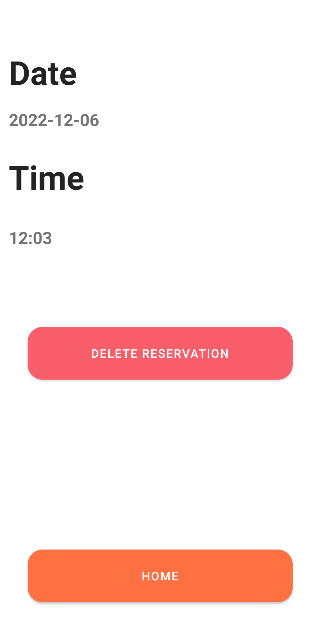 Date
2022-12-06
Time
12:03
DELETE RESERVATION
HOME